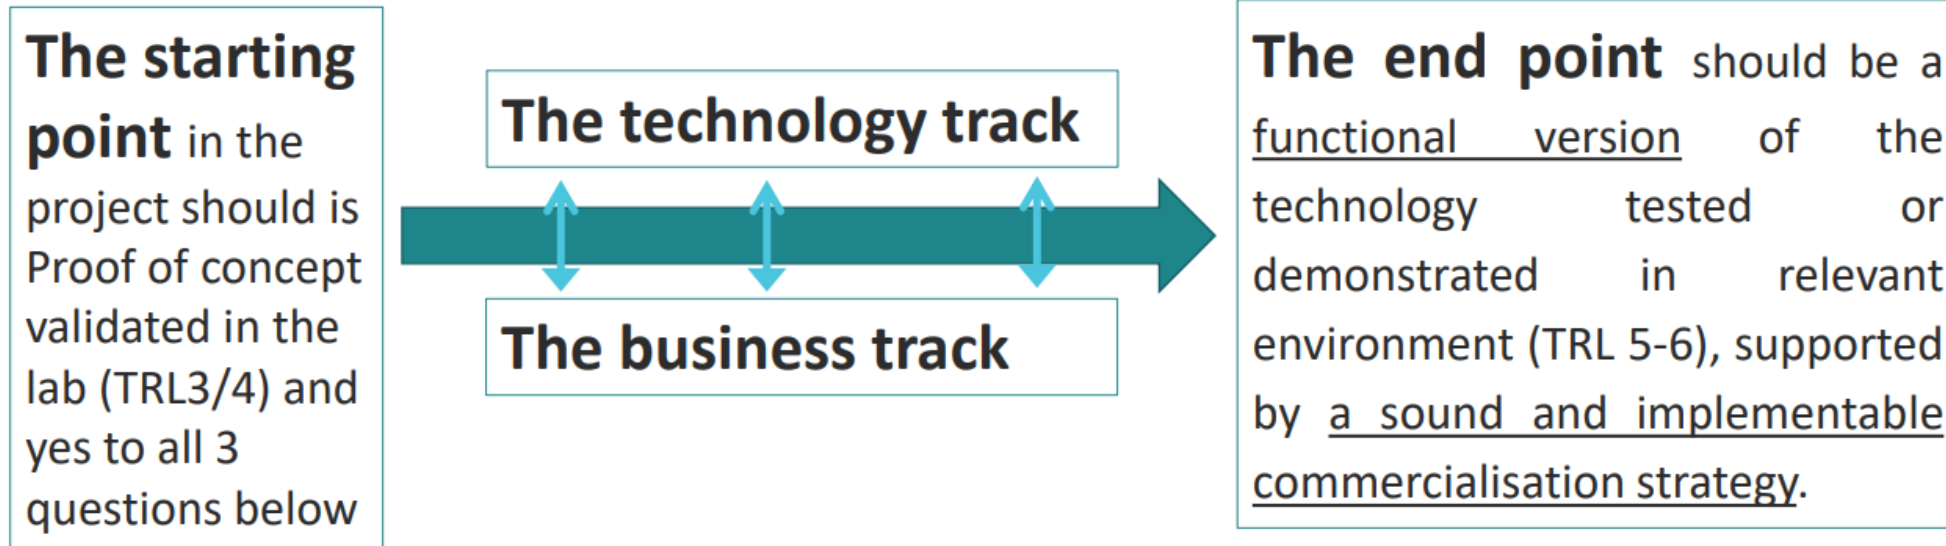 The starting
point in the
project should is
Proof of concept
validated in the
lab (TRL3/4) and
yes to all 3
questions below
The technology track
The business track
The end point should be a
functional version of the
technology tested or
demonstrated in relevant
environment (TRL 5-6), supported
by a sound and implementable
commercialisation strategy.